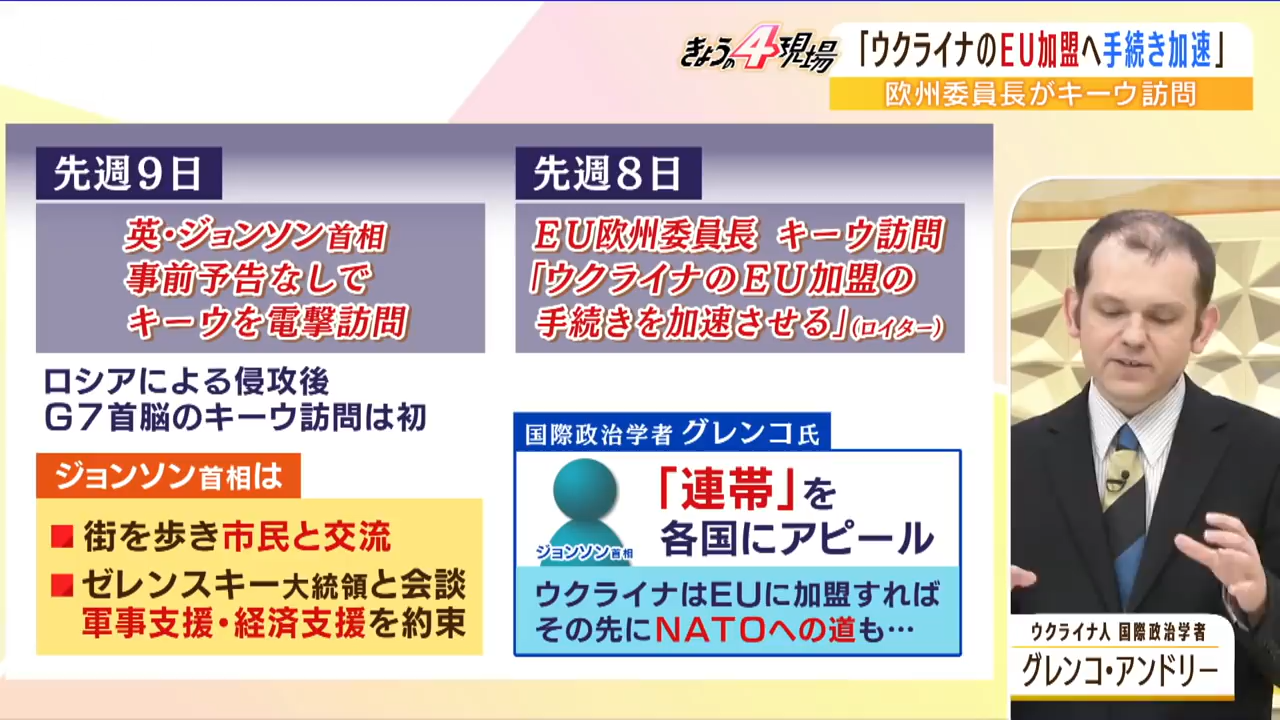 きょうの4現場
「ウクライナのEU加盟へ手続き加速」
欧州委員長がキーウ訪問
先週9日
英・ジョンソン首相
事前予告なしで
キーウを電撃訪問
ロシアによる侵攻後
G7首脳のキーウ訪問は初
ジョンソン首相は
■ 街を歩き市民と交流
■ ゼレンスキー大統領と会談
軍事支援・経済支援を約束
先週8日
EU欧州委員長 キーウ訪問
「ウクライナのEU加盟の
手続きを加速させる」(ロイター)
国際政治学者 グレンコ氏
ジョンソン首相
「連帯」を
各国にアピール
ウクライナはEUに加盟すれば
その先にNATOへの道も…
ウクライナ人 国際政治学者
グレンコ・アンドリー